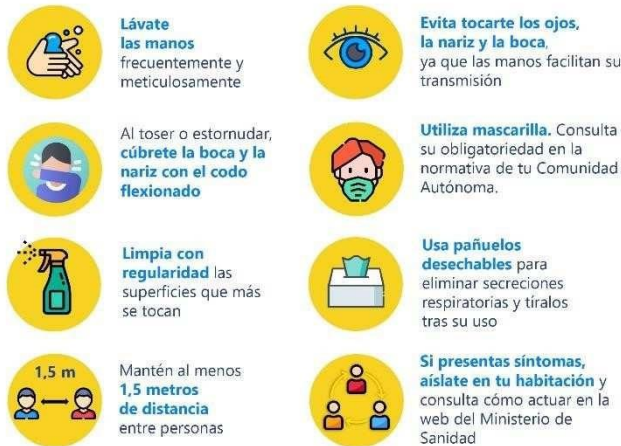 Lávate
las manos
frecuentemente y
meticulosamente
Evita tocarte los ojos,
la nariz y la boca,
ya que las manos facilitan su
transmisión
Al toser o estornudar,
cúbrete la boca y la
nariz con el codo
flexionado
Utiliza mascarilla. Consulta
su obligatoriedad en la
normativa de tu Comunidad
Autónoma.
Limpia con
regularidad las
superficies que más
se tocan
Usa pañuelos
desechables para
eliminar secreciones
respiratorias y tíralos
tras su uso
1,5 m
Mantén al menos
1,5 metros
de distancia
entre personas
Si presentas síntomas,
aíslate en tu habitación y
consulta cómo actuar en la
web del Ministerio de
Sanidad